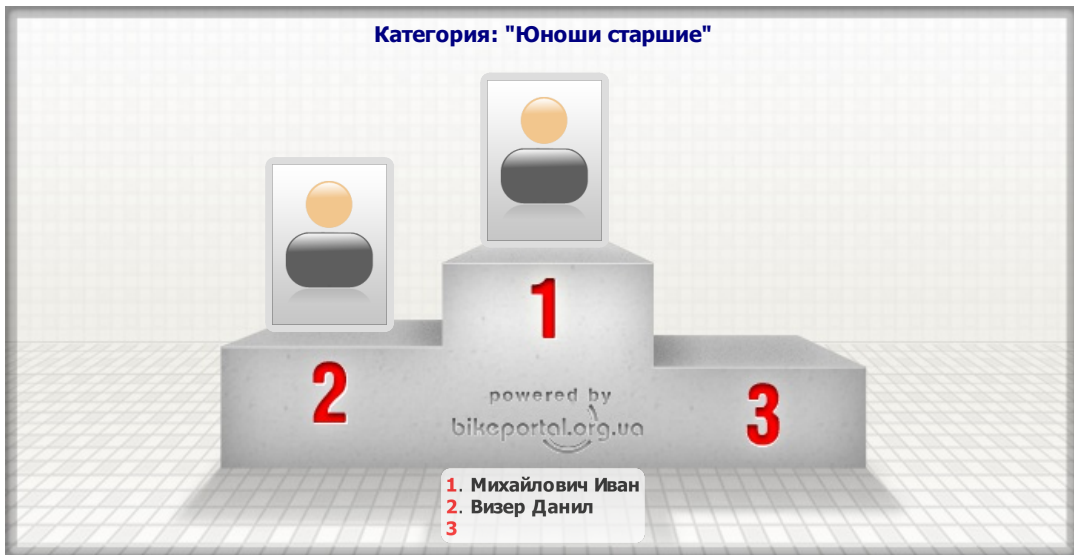 Категория: "Юноши старшие"
1
2
3
powered by
bikeportal.org.ua
1. Михайлович Иван
2. Визер Данил
3